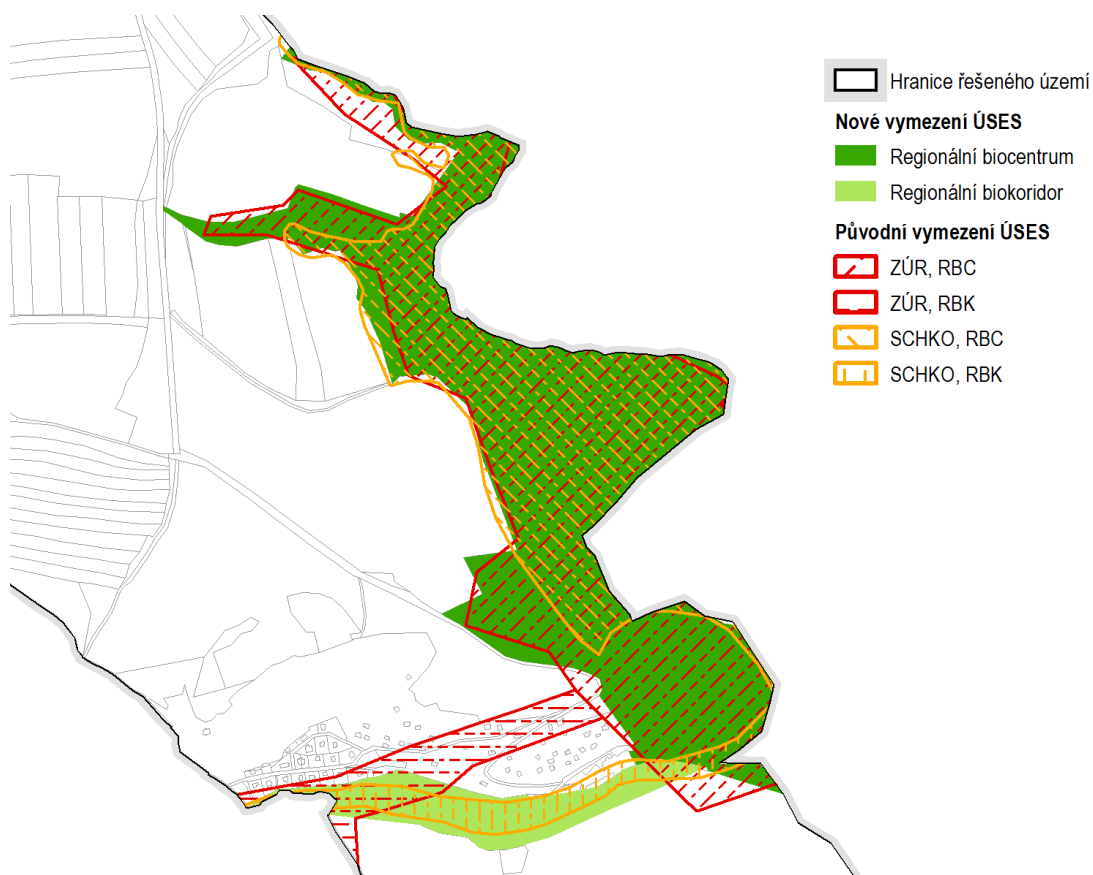 Hranice řešeného území
Nové vymezení ÚSES
Regionální biocentrum
Regionální biokoridor
Původní vymezení ÚSES
ZÚR, RBC
ZÚR, RBK
SCHKO, RBC
SCHKO, RBK